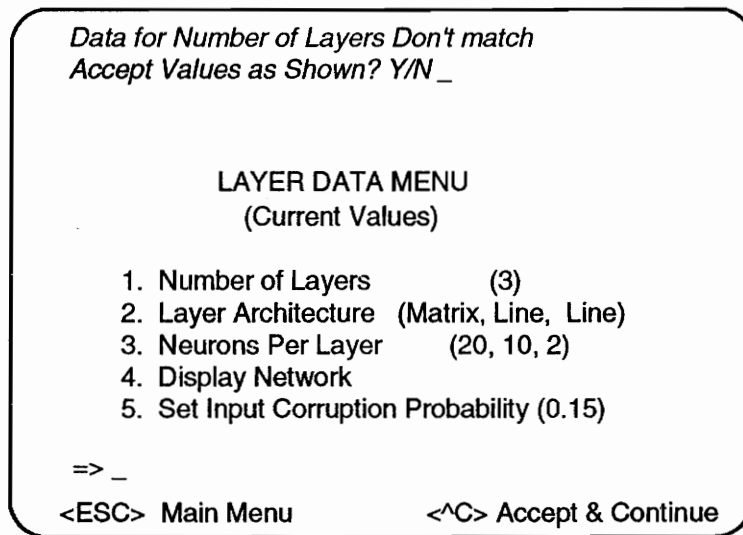 Data for Number of Layers Don't match
Accept Values as Shown? Y/N _
LAYER DATA MENU
(Current Values)
1. Number of Layers (3)
2. Layer Architecture (Matrix, Line, Line)
3. Neurons Per Layer (20, 10, 2)
4. Display Network
5. Set Input Corruption Probability (0.15)
=> _
<ESC> Main Menu <^C> Accept & Continue